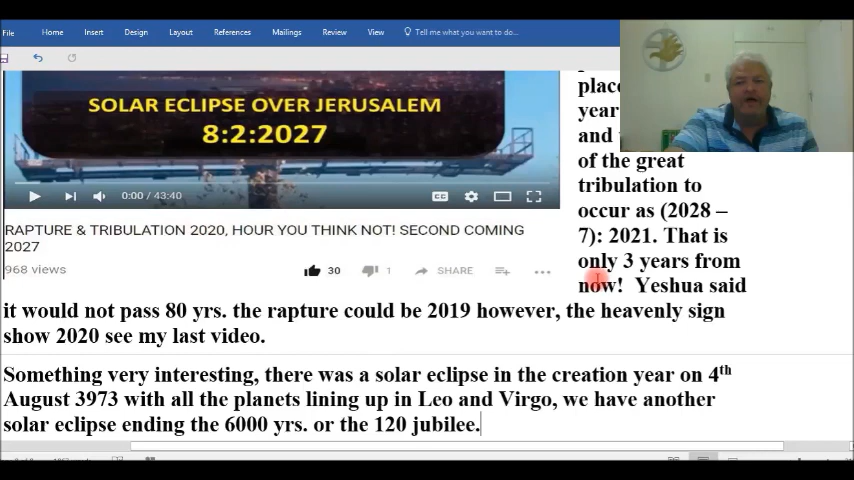 File Home Insert Design Layout References Mailings Review View Tell me what you want to do...
SOLAR ECLIPSE OVER JERUSALEM
8:2:2027
0:00 / 43:40
CC
RAPTURE & TRIBULATION 2020, HOUR YOU THINK NOT! SECOND COMING
2027
968 views
30 1 SHARE
place
year
and
of the great
tribulation to
occur as (2028 –
7): 2021. That is
only 3 years from
now! Yeshua said
it would not pass 80 yrs. the rapture could be 2019 however, the heavenly sign
show 2020 see my last video.
Something very interesting, there was a solar eclipse in the creation year on 4th
August 3973 with all the planets lining up in Leo and Virgo, we have another
solar eclipse ending the 6000 yrs. or the 120 jubilee.